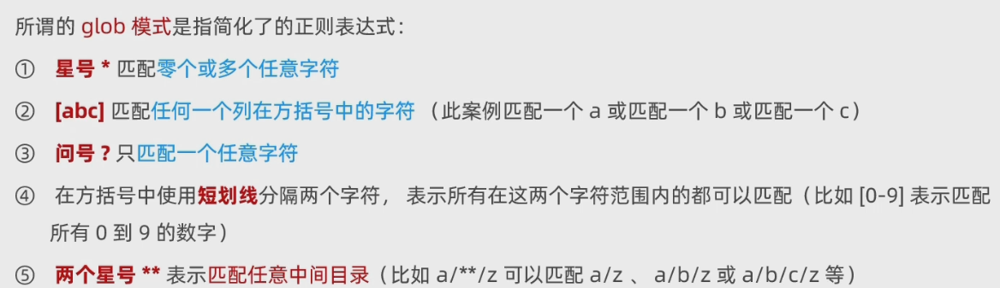 所谓的 glob 模式是指简化了的正则表达式：
① 星号 * 匹配零个或多个任意字符
② [abc] 匹配任何一个列在方括号中的字符 （此案例匹配一个 a 或匹配一个 b 或匹配一个 c）
③ 问号 ? 只匹配一个任意字符
④ 在方括号中使用短划线分隔两个字符， 表示所有在这两个字符范围内的都可以匹配（比如 [0-9] 表示匹配
所有 0 到 9 的数字）
⑤ 两个星号 ** 表示匹配任意中间目录（比如 a/**/z 可以匹配 a/z 、 a/b/z 或 a/b/c/z 等）